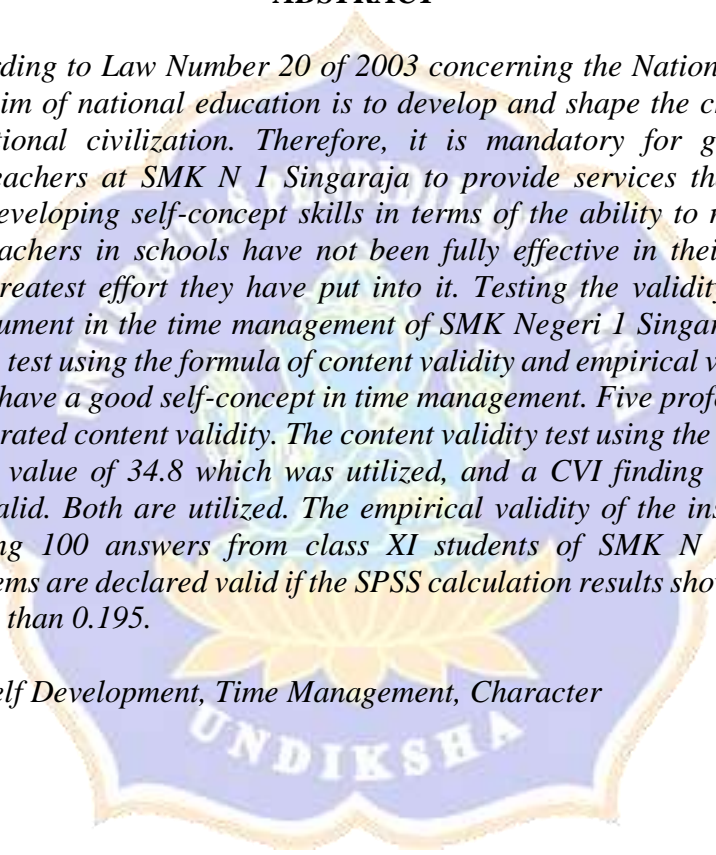 ABSTRACT
rding to Law Number 20 of 2003 concerning the Nation
im of national education is to develop and shape the c
tional civilization. Therefore, it is mandatory for g
eachers at SMK N 1 Singaraja to provide services th
eveloping self-concept skills in terms of the ability to
achers in schools have not been fully effective in their
reatest effort they have put into it. Testing the validity
ument in the time management of SMK Negeri 1 Singar
test using the formula of content validity and empirical v
have a good self-concept in time management. Five profe
rated content validity. The content validity test using the
value of 34.8 which was utilized, and a CVI finding
alid. Both are utilized. The empirical validity of the ins
ng 100 answers from class XI students of SMK N
ems are declared valid if the SPSS calculation results sho
than 0.195.
elf Development, Time Management, Character
UNIVERSITAS PENDIDIKAN GANESHA
UNDIKSHA